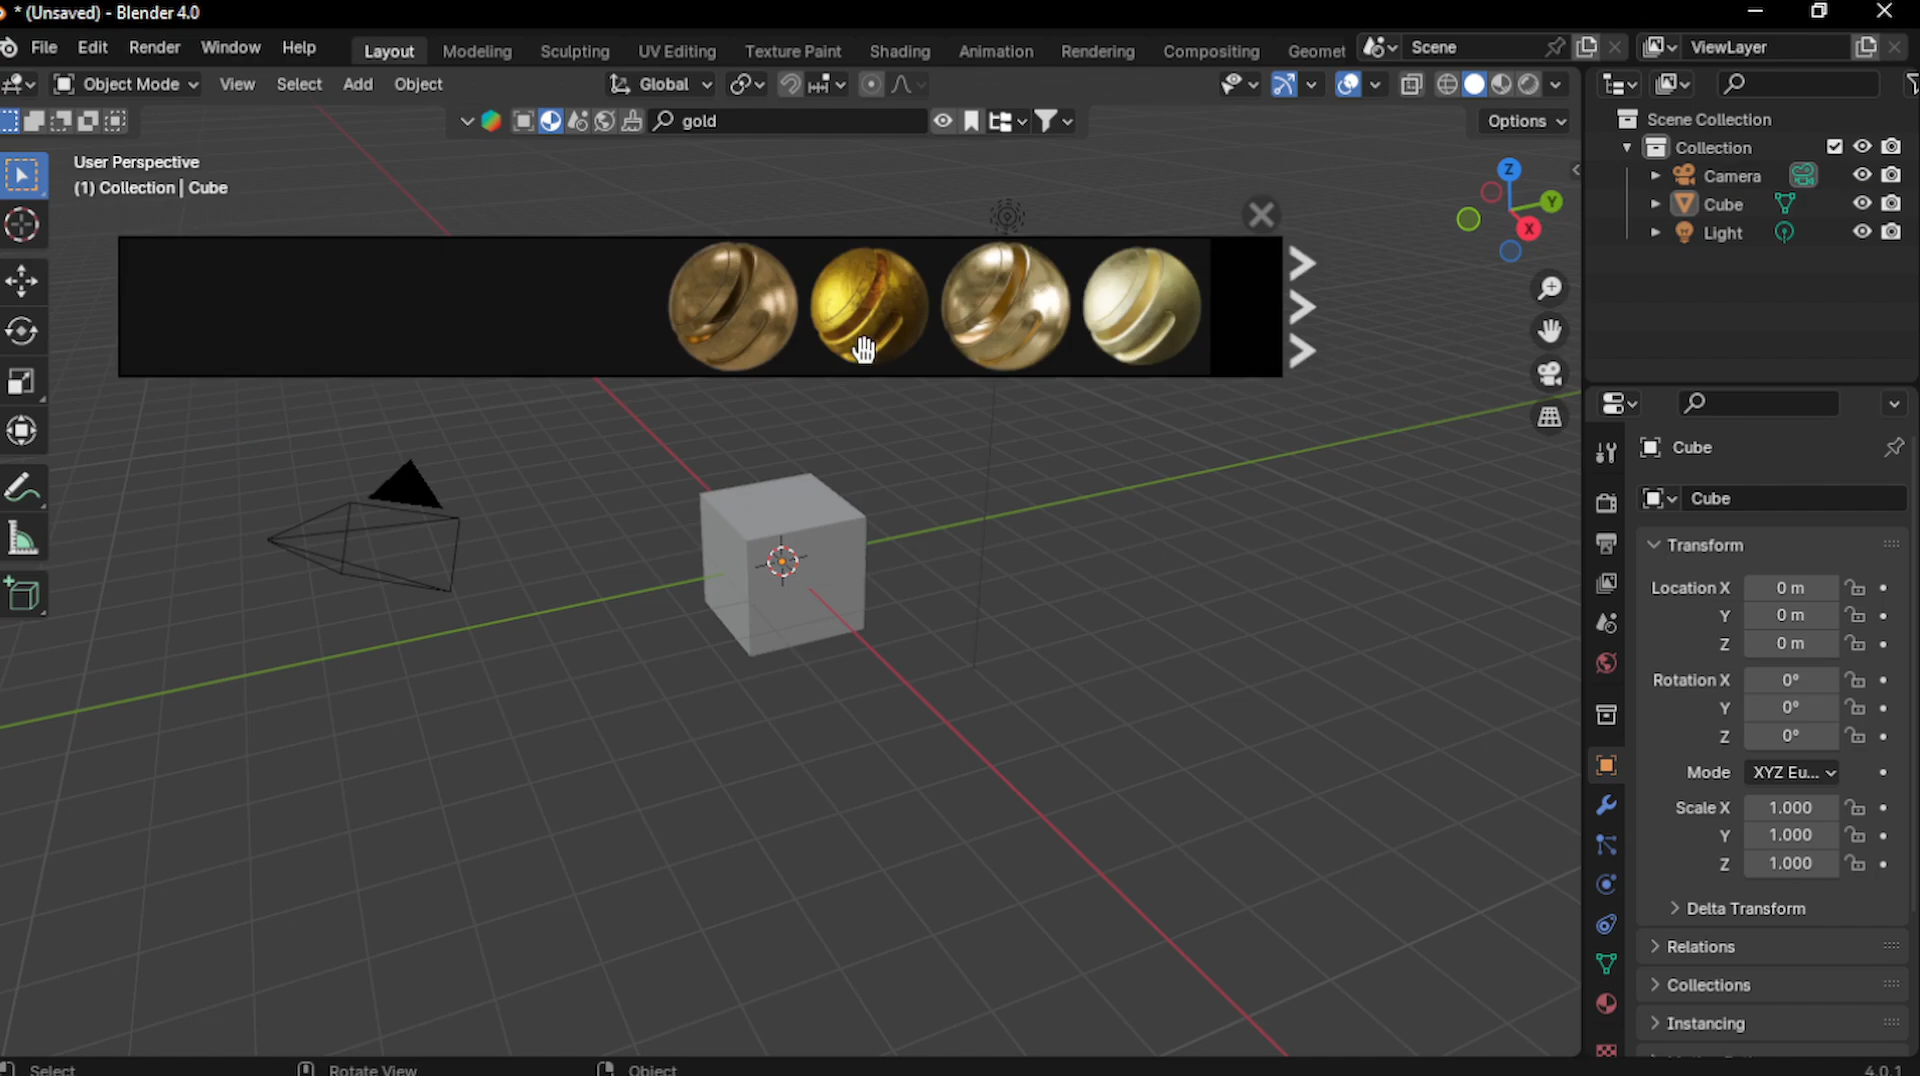 * (Unsaved) - Blender 4.0
File Edit Render Window Help Layout Modeling Sculpting UV Editing Texture Paint Shading Animation Rendering Compositing Geomet Scene ViewLayer
Object Mode View Select Add Object Global
gold Options
User Perspective
(1) Collection | Cube
Z
Y
X
Scene Collection
Collection
Camera
Cube
Light
Cube
Cube
Transform
Location X 0 m
Y 0 m
Z 0 m
Rotation X 0°
Y 0°
Z 0°
Mode XYZ Eu...
Scale X 1.000
Y 1.000
Z 1.000
Delta Transform
Relations
Collections
Instancing
Select Rotate View Object 4.0.1